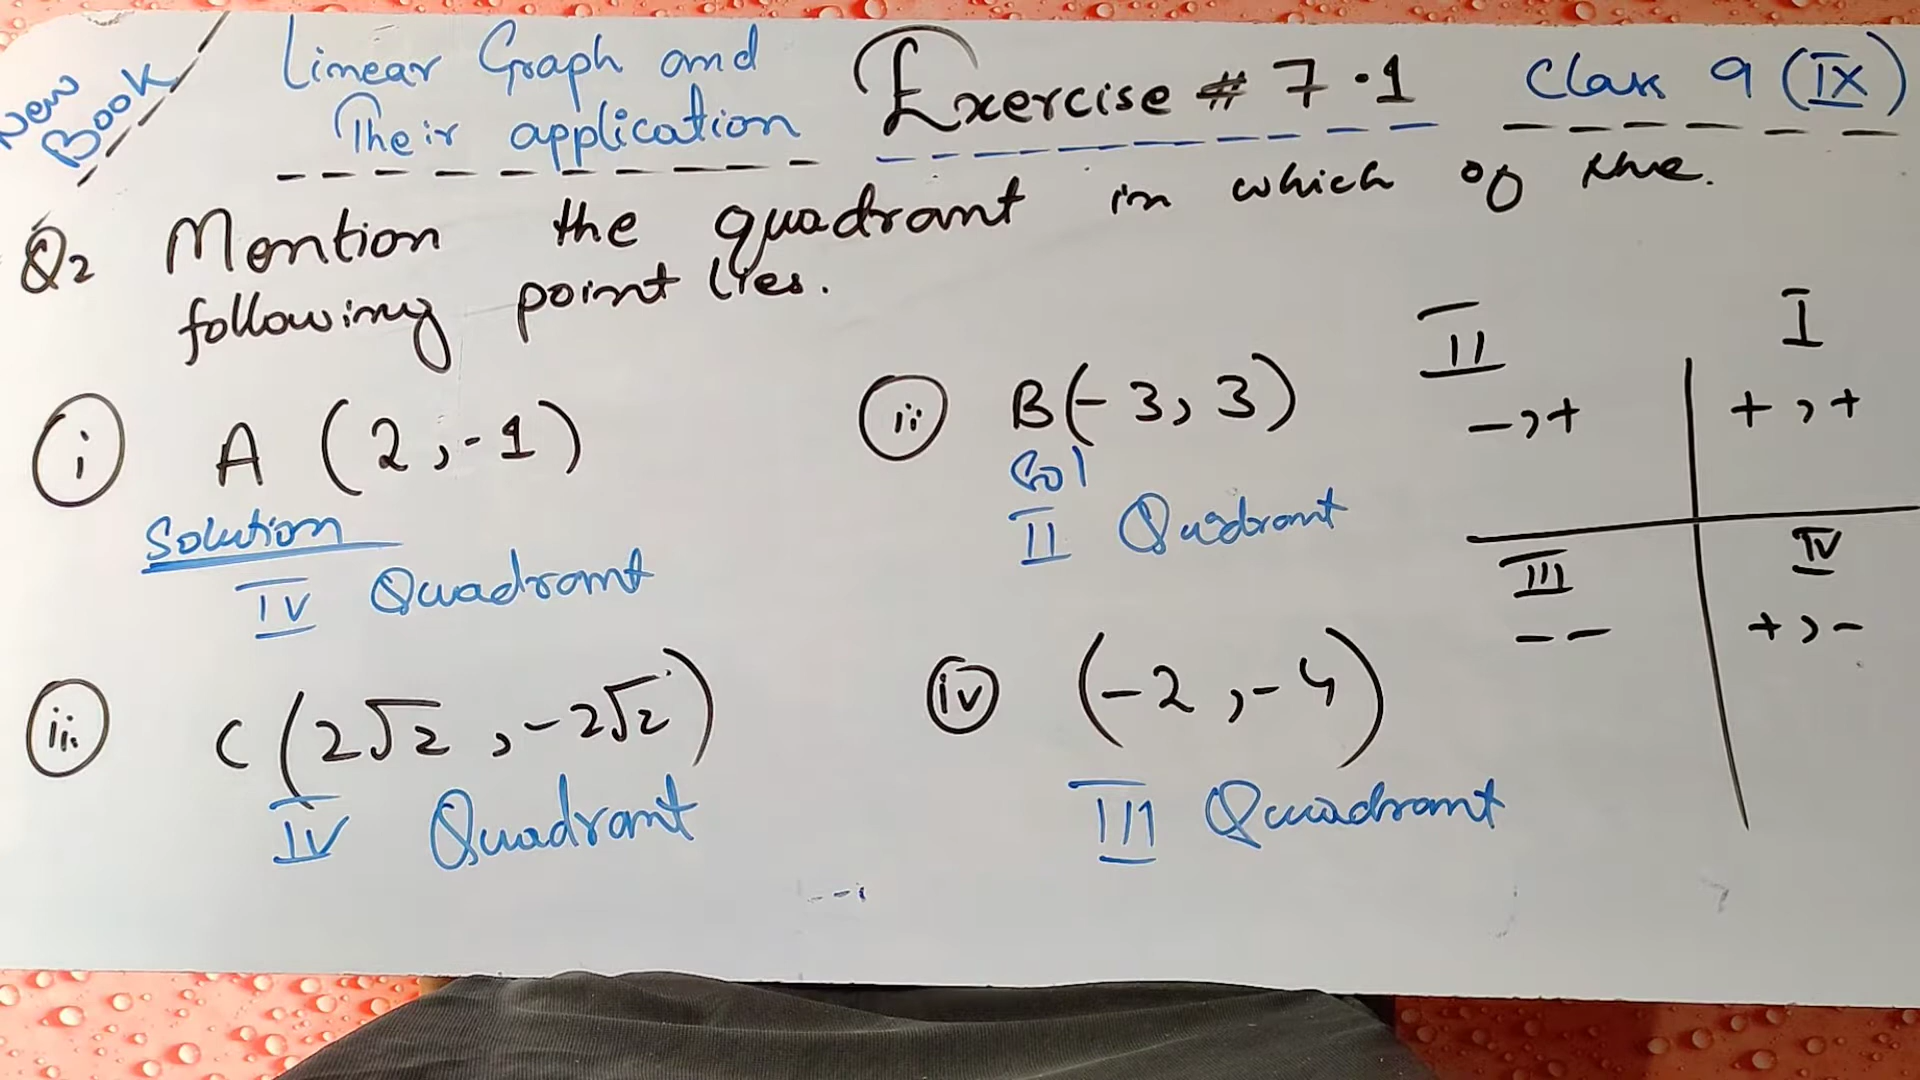 New
Book
Linear Graph and
Their application
Exercise # 7.1
Class 9 (IX)
Q2 Mention the quadrant in which of the
following point lies.
i A (2, -1)
Solution
IV Quadrant
ii B(-3, 3)
Sol
II Quadrant
iii C (2√2, -2√2)
IV Quadrant
iv (-2, -4)
III Quadrant
II
-, +
I
+, +
III
- -
IV
+, -